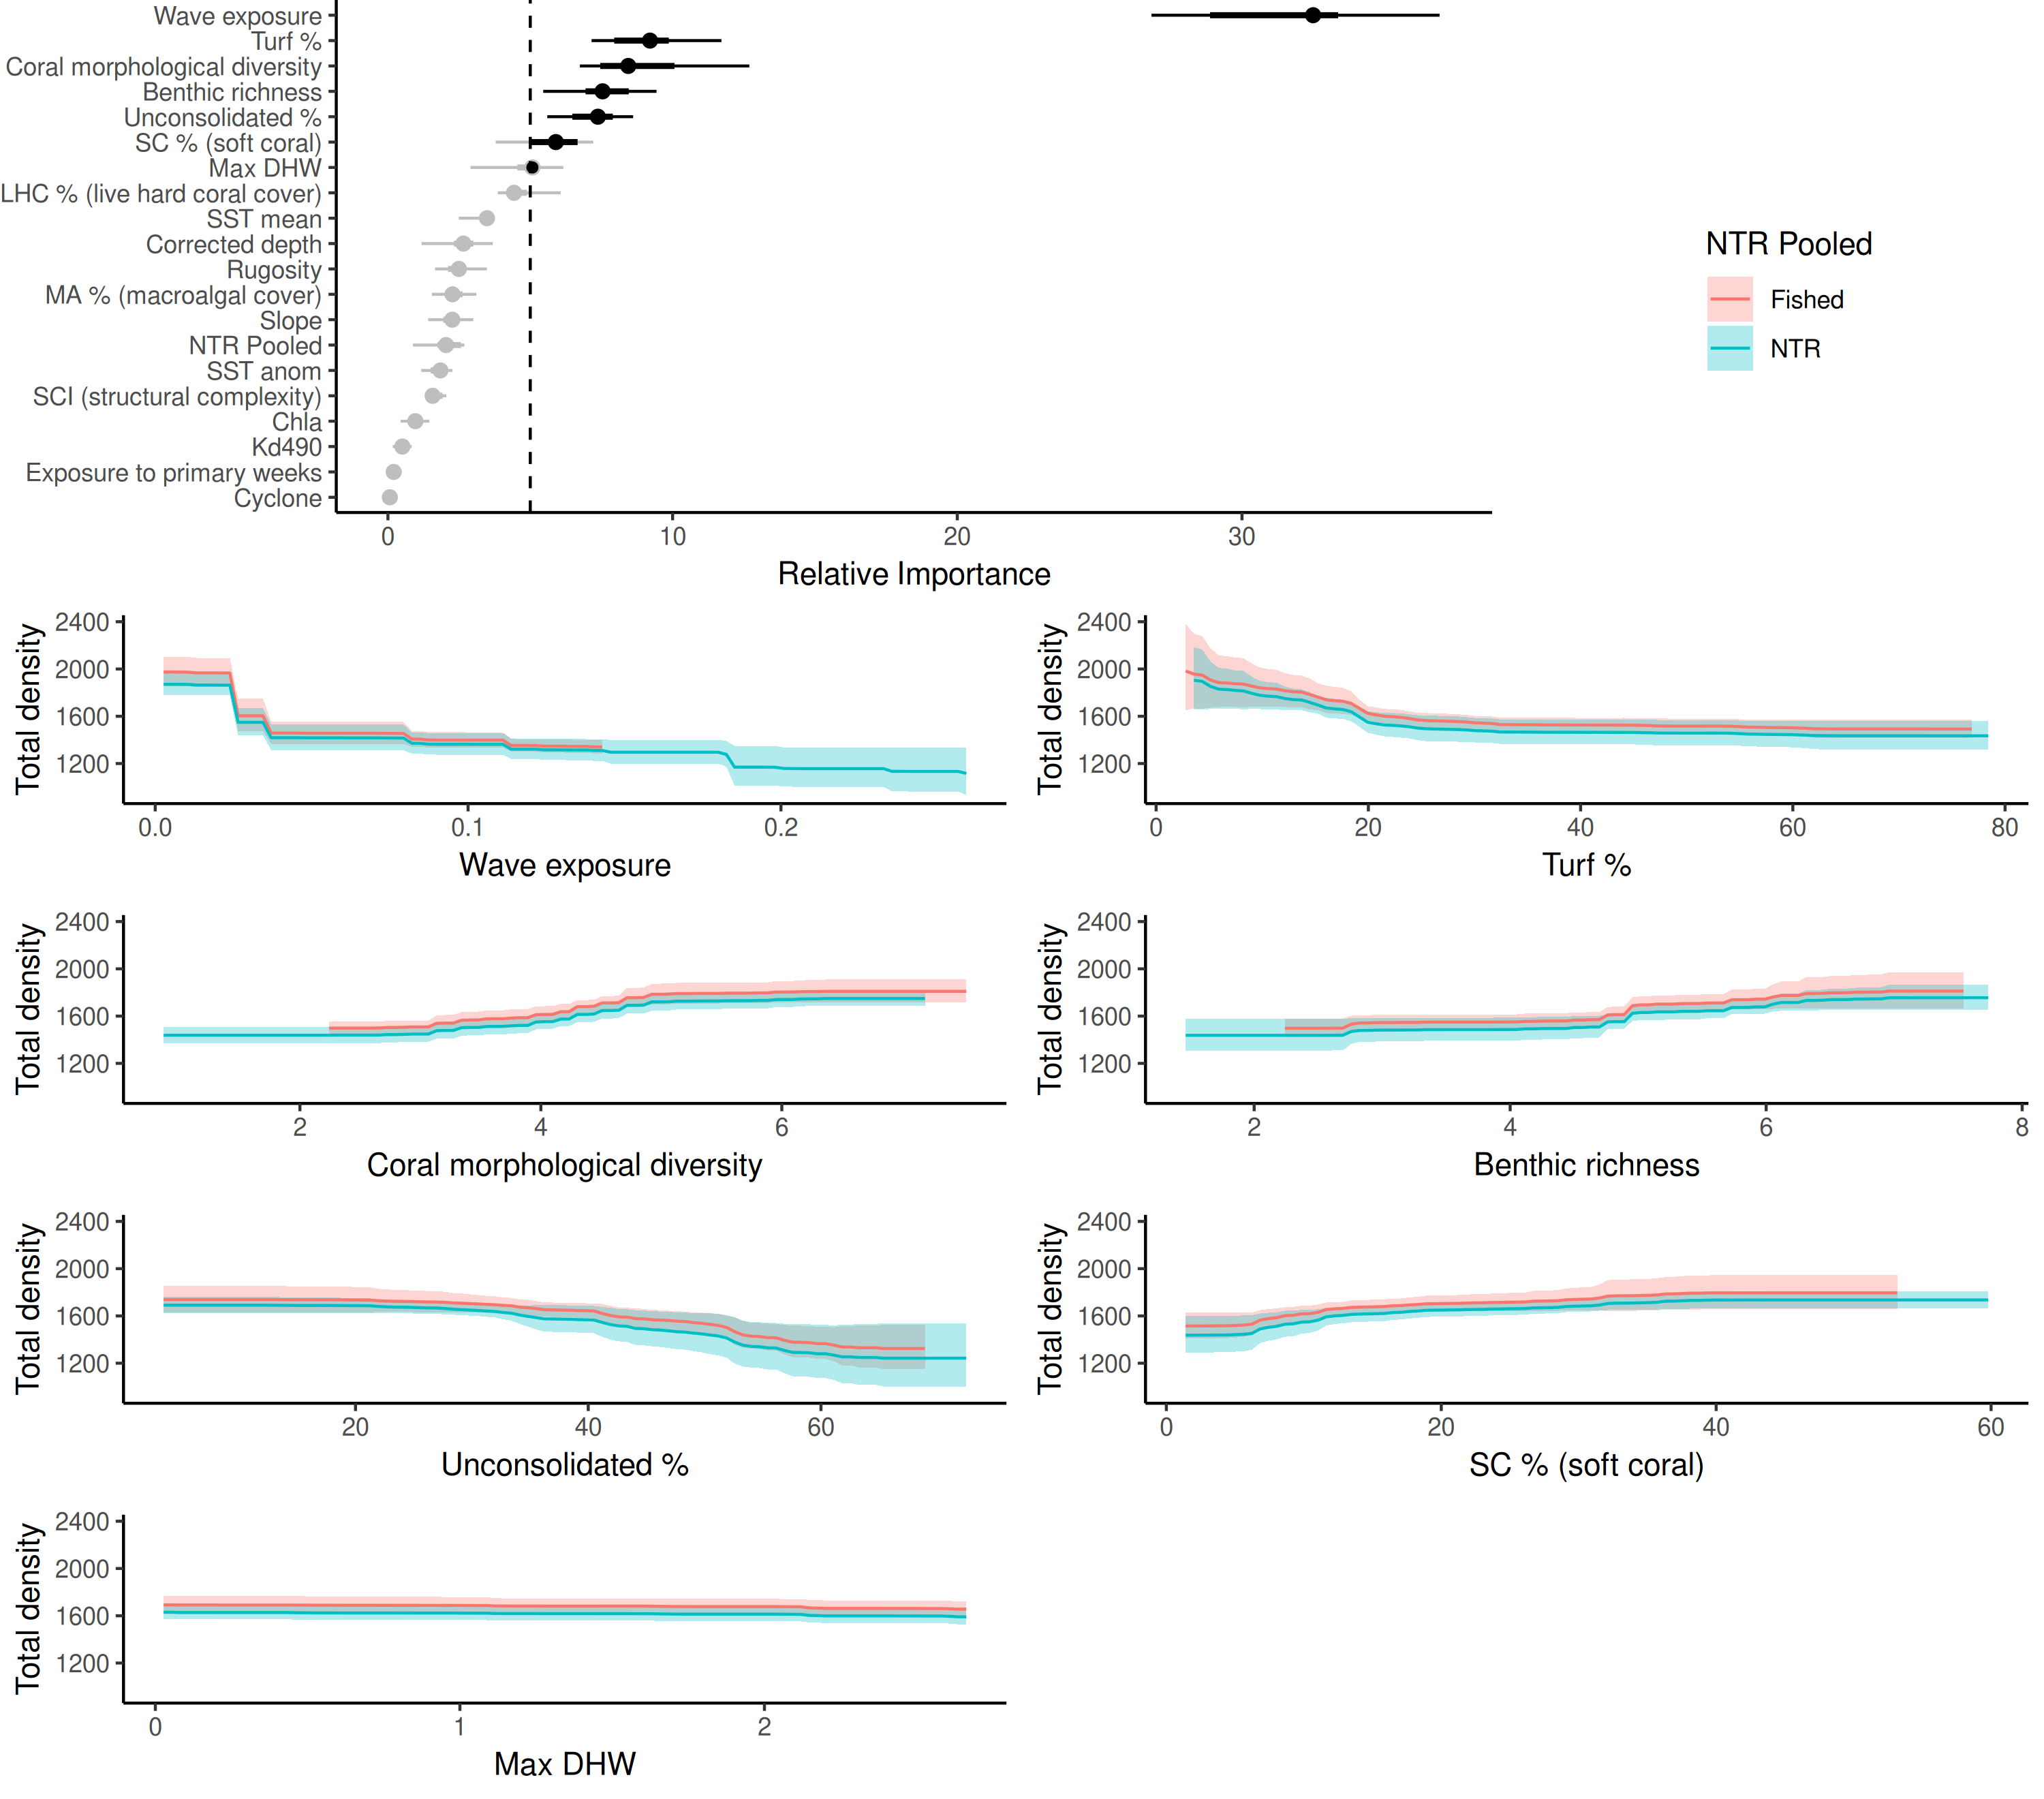 Wave exposure
Turf %
Coral morphological diversity
Benthic richness
Unconsolidated %
SC % (soft coral)
Max DHW
LHC % (live hard coral cover)
SST mean
Corrected depth
Rugosity
MA % (macroalgal cover)
Slope
NTR Pooled
SST anom
SCI (structural complexity)
Chla
Kd490
Exposure to primary weeks
Cyclone
0 10 20 30
Relative Importance
NTR Pooled
Fished
NTR
Total density
2400
2000
1600
1200
0.0 0.1 0.2
Wave exposure
Total density
2400
2000
1600
1200
0 20 40 60 80
Turf %
Total density
2400
2000
1600
1200
2 4 6
Coral morphological diversity
Total density
2400
2000
1600
1200
2 4 6 8
Benthic richness
Total density
2400
2000
1600
1200
20 40 60
Unconsolidated %
Total density
2400
2000
1600
1200
0 20 40 60
SC % (soft coral)
Total density
2400
2000
1600
1200
0 1 2
Max DHW